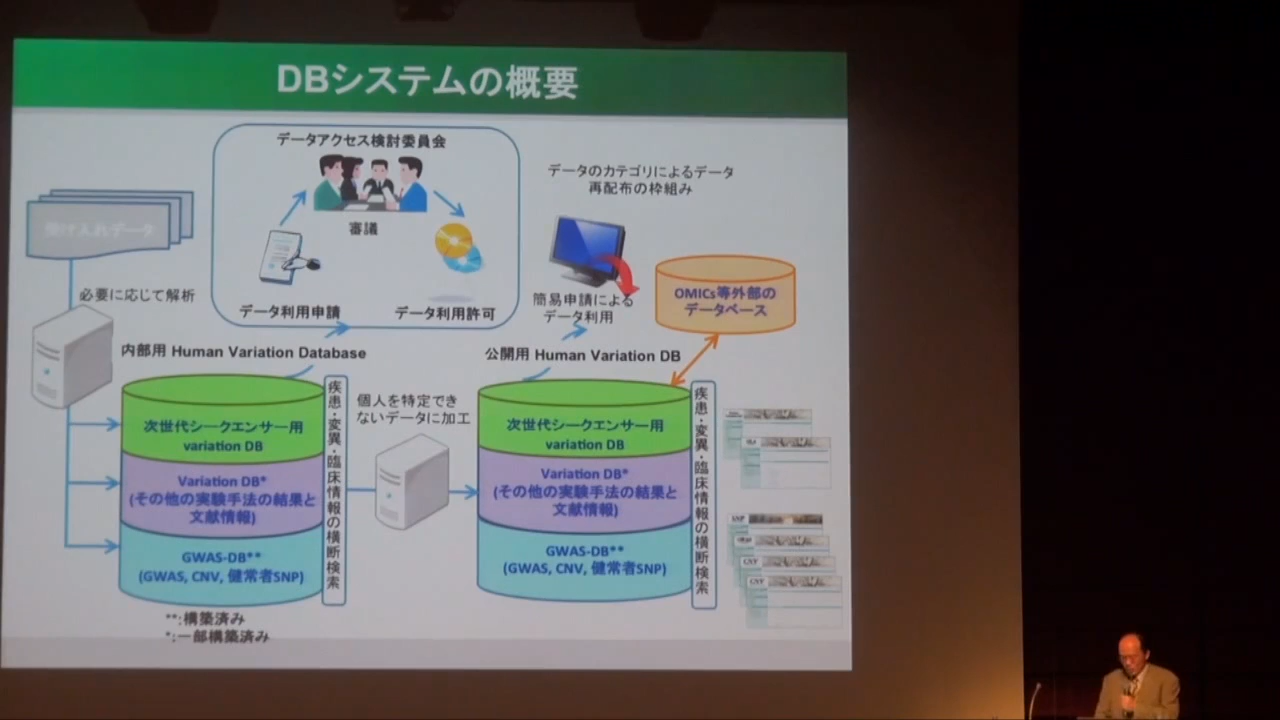 DBシステムの概要
データアクセス検討委員会
審議
データ利用申請
データ利用許可
データのカテゴリによるデータ
再配布の枠組み
受け入れデータ
必要に応じて解析
簡易申請による
データ利用
OMICs等外部の
データベース
内部用 Human Variation Database
公開用 Human Variation DB
次世代シークエンサー用
variation DB
Variation DB*
(その他の実験手法の結果と
文献情報)
GWAS-DB**
(GWAS, CNV, 健常者SNP)
疾患・変異・臨床情報の横断検索
個人を特定でき
ないデータに加工
次世代シークエンサー用
variation DB
Variation DB*
(その他の実験手法の結果と
文献情報)
GWAS-DB**
(GWAS, CNV, 健常者SNP)
疾患・変異・臨床情報の横断検索
**:構築済み
*:一部構築済み